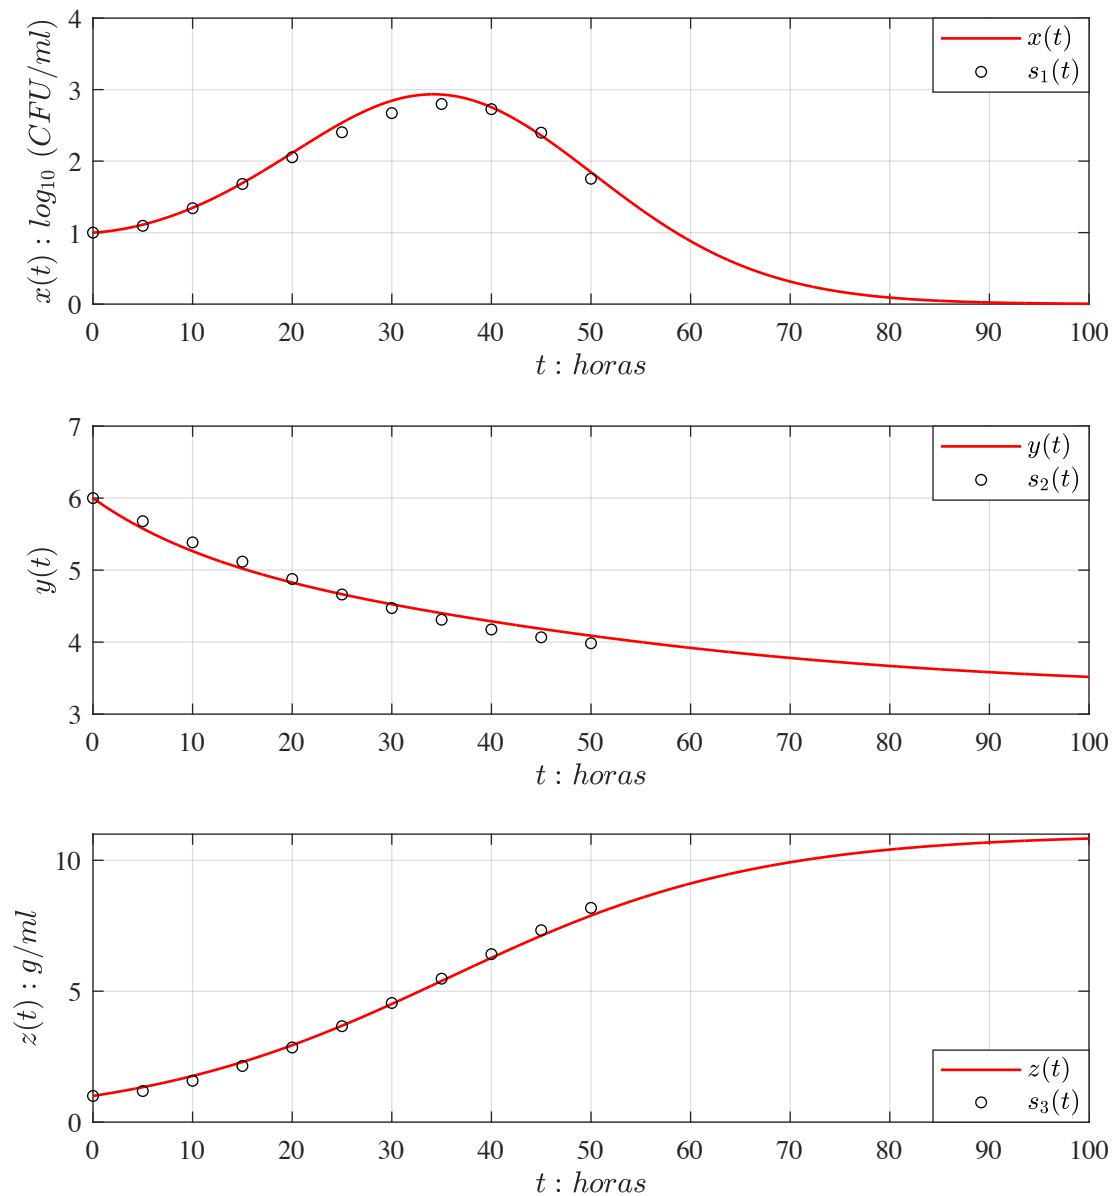 4
3
2
1
0
x(t) : log₁₀ (CFU/ml)
x(t)
s₁(t)
0 10 20 30 40 50 60 70 80 90 100
t : horas
7
6
5
4
3
y(t)
y(t)
s₂(t)
0 10 20 30 40 50 60 70 80 90 100
t : horas
10
5
0
z(t) : g/ml
z(t)
s₃(t)
0 10 20 30 40 50 60 70 80 90 100
t : horas